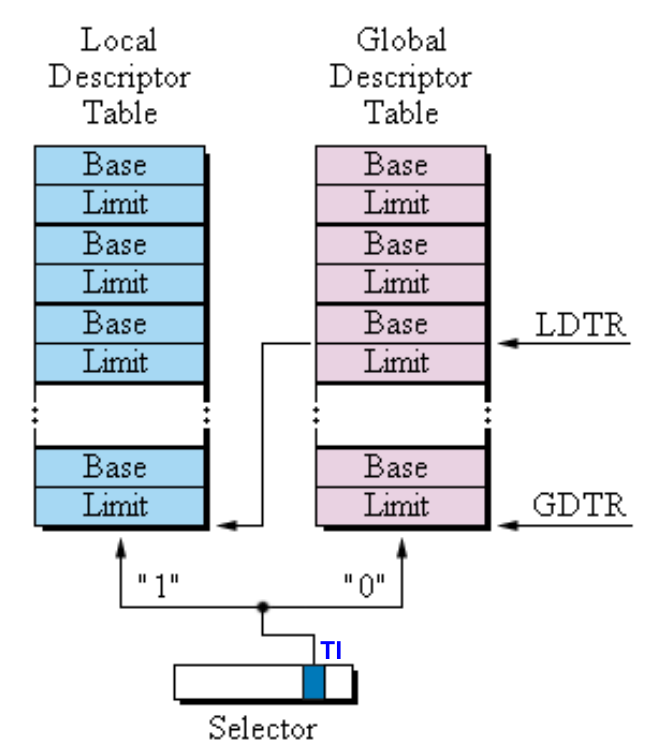 Local
Descriptor
Table
Global
Descriptor
Table
Base
Limit
Base
Limit
Base
Limit
Base
Limit
Base
Limit
Base
Limit
Base
Limit
Base
Limit
LDTR
GDTR
"1"
"0"
TI
Selector